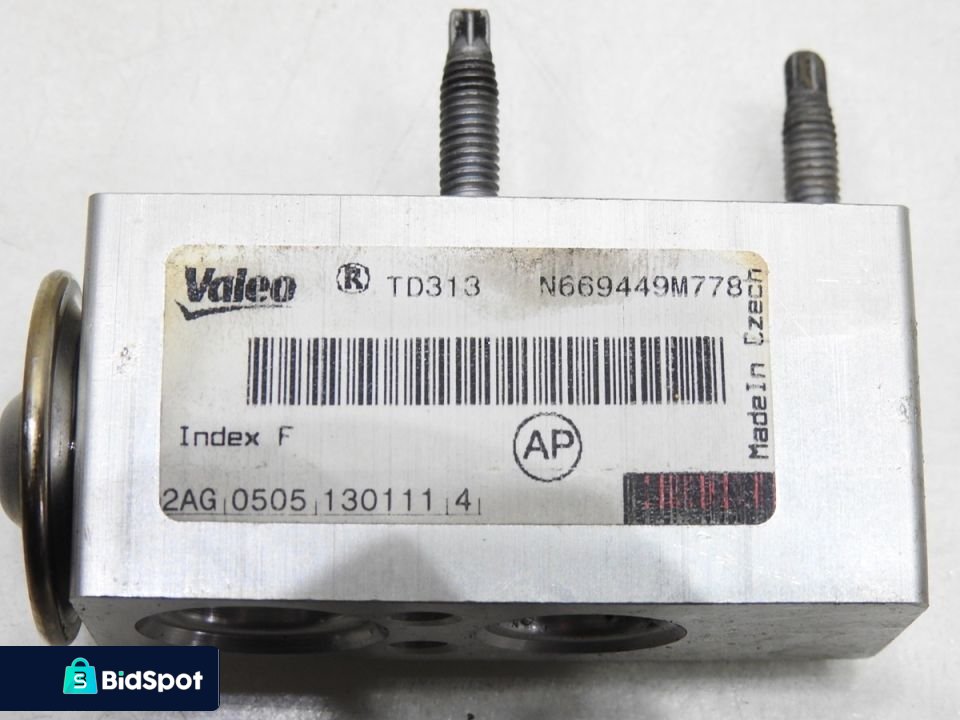 Valeo ® TD313 N669449M778
MadeIn Czech
Index F
AP
2AG 0505 130111 4
BidSpot